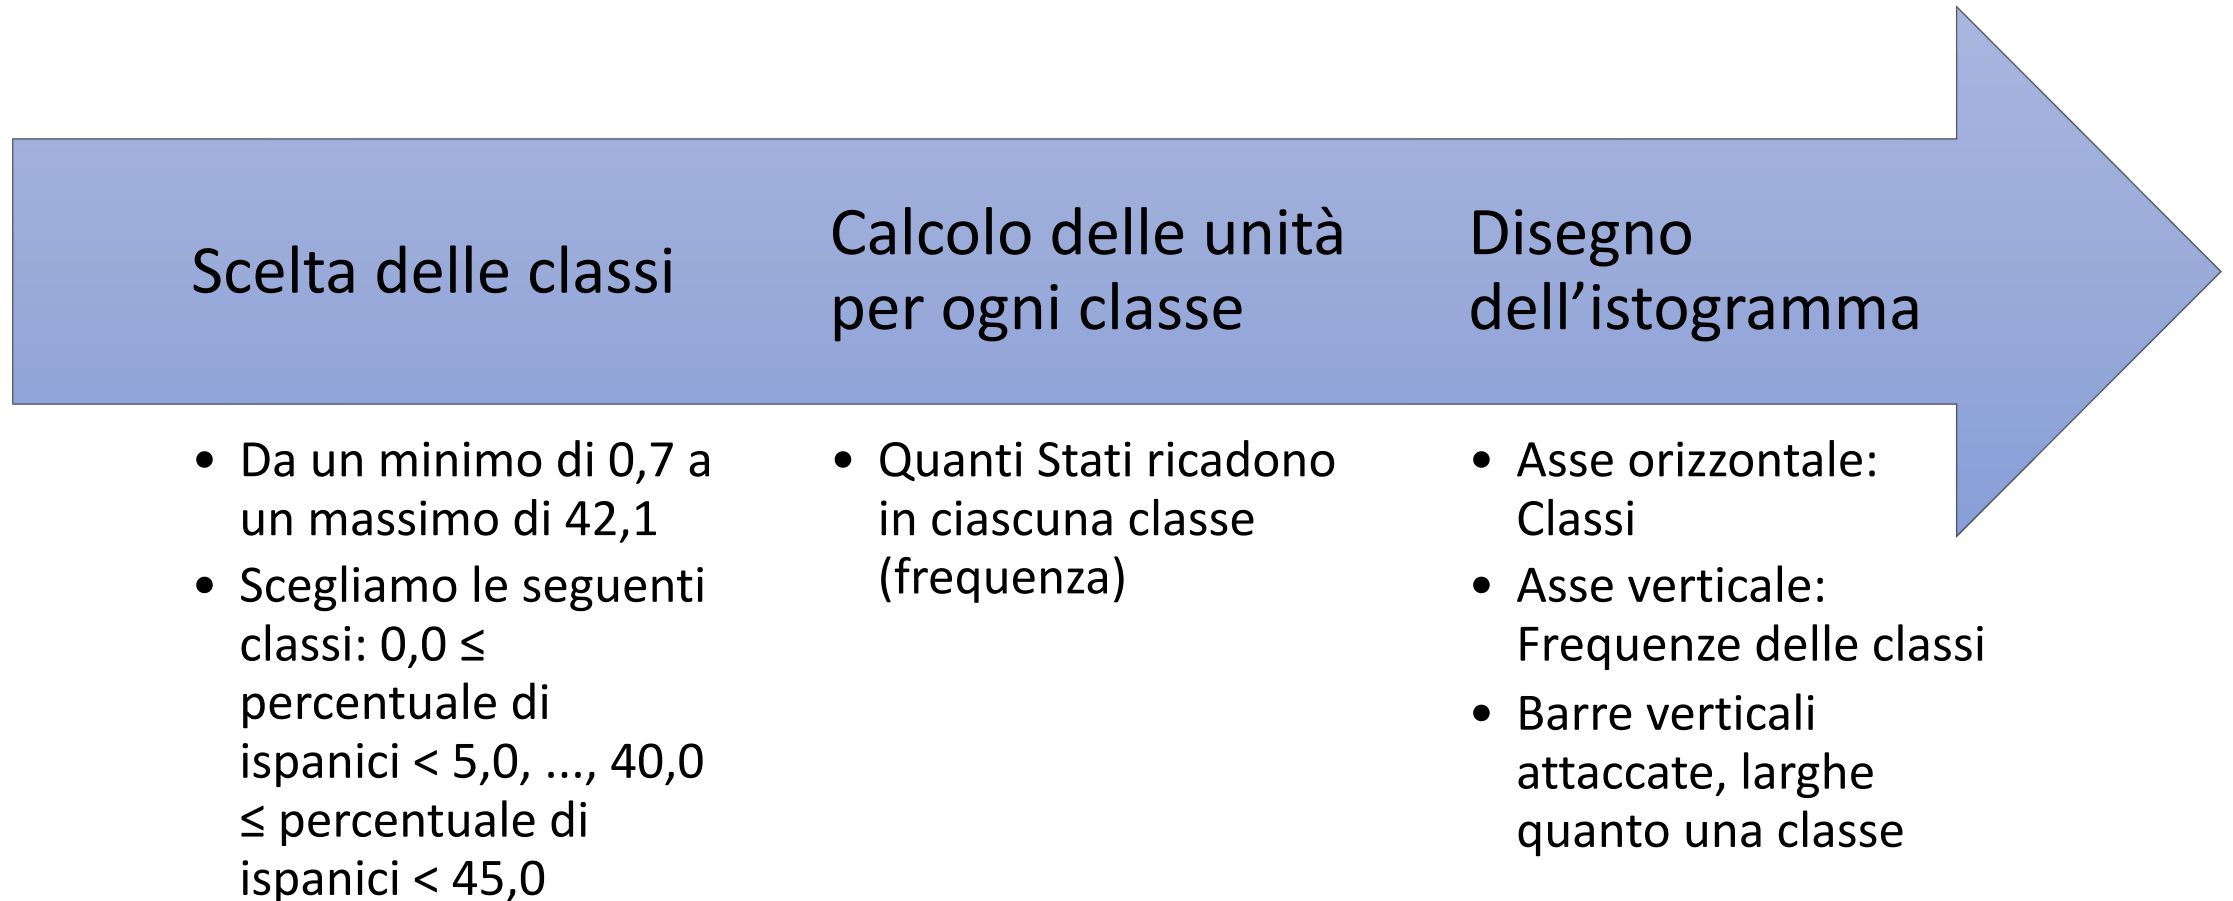 Scelta delle classi
Calcolo delle unità
per ogni classe
Disegno
dell’istogramma
• Da un minimo di 0,7 a
un massimo di 42,1
• Scegliamo le seguenti
classi: 0,0 ≤
percentuale di
ispanici < 5,0, ..., 40,0
≤ percentuale di
ispanici < 45,0
• Quanti Stati ricadono
in ciascuna classe
(frequenza)
• Asse orizzontale:
Classi
• Asse verticale:
Frequenze delle classi
• Barre verticali
attaccate, larghe
quanto una classe